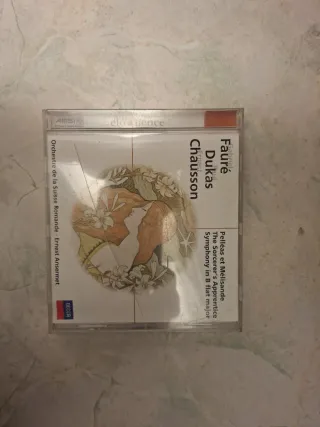 eloquence
Fauré
Dukas
Chausson
Pelléas et Mélisande
The Sorcerer's Apprentice
Symphony in B flat major
Orchestre de la Suisse Romande · Ernest Ansermet
DECCA